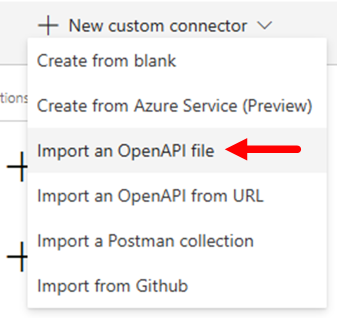 New custom connector
Create from blank
tions
Create from Azure Service (Preview)
Import an OpenAPI file
Import an OpenAPI from URL
Import a Postman collection
Import from Github